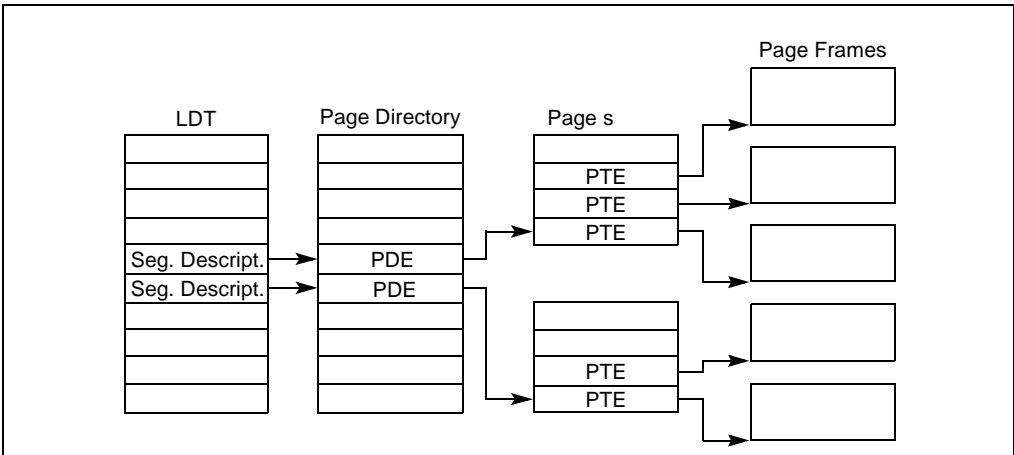 Page Frames
LDT
Page Directory
Page s
PTE
PTE
PTE
Seg. Descript.
PDE
Seg. Descript.
PDE
PTE
PTE